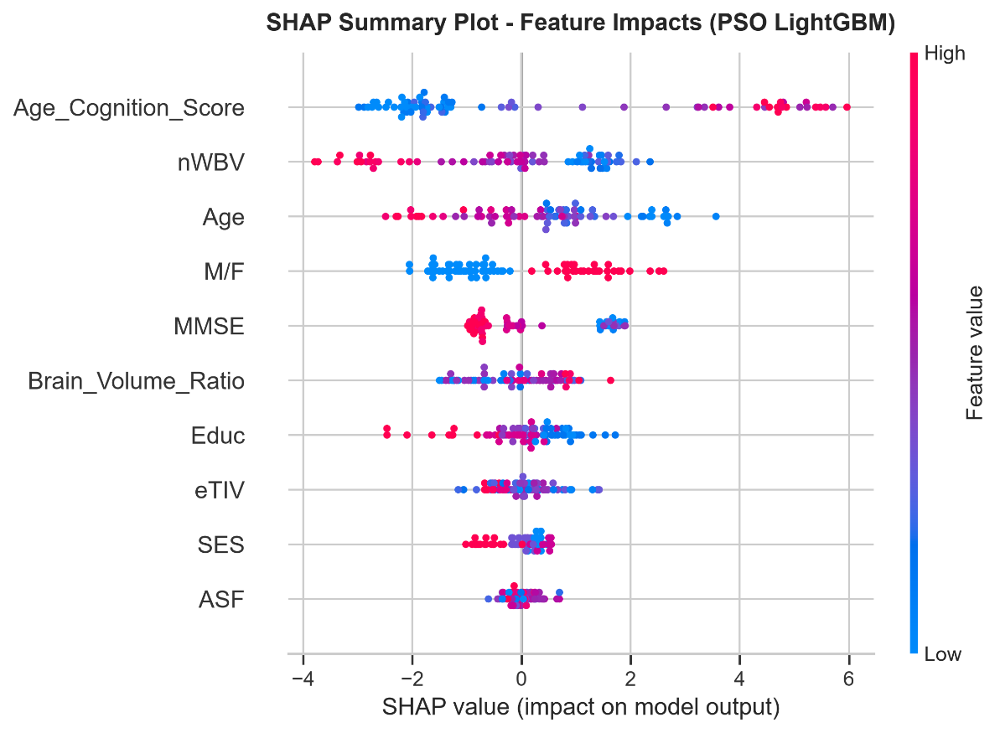 SHAP Summary Plot - Feature Impacts (PSO LightGBM)
High
Age_Cognition_Score
nWBV
Age
M/F
MMSE
Brain_Volume_Ratio
Educ
eTIV
SES
ASF
Feature value
Low
−4 −2 0 2 4 6
SHAP value (impact on model output)